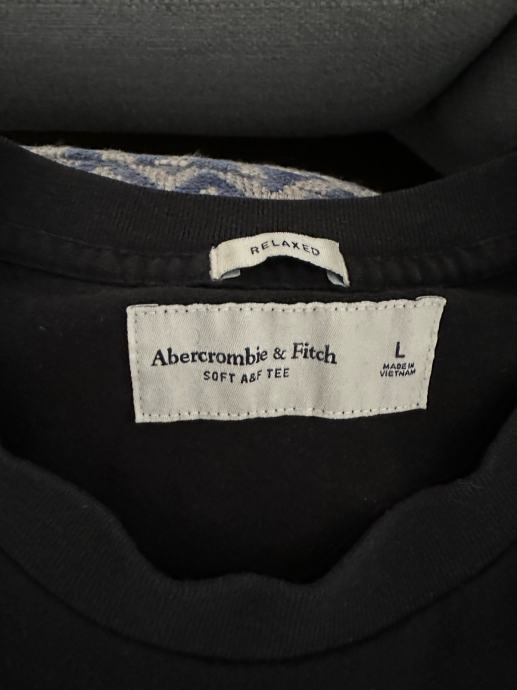 RELAXED
Abercrombie & Fitch
SOFT A&F TEE
L
MADE IN
VIETNAM